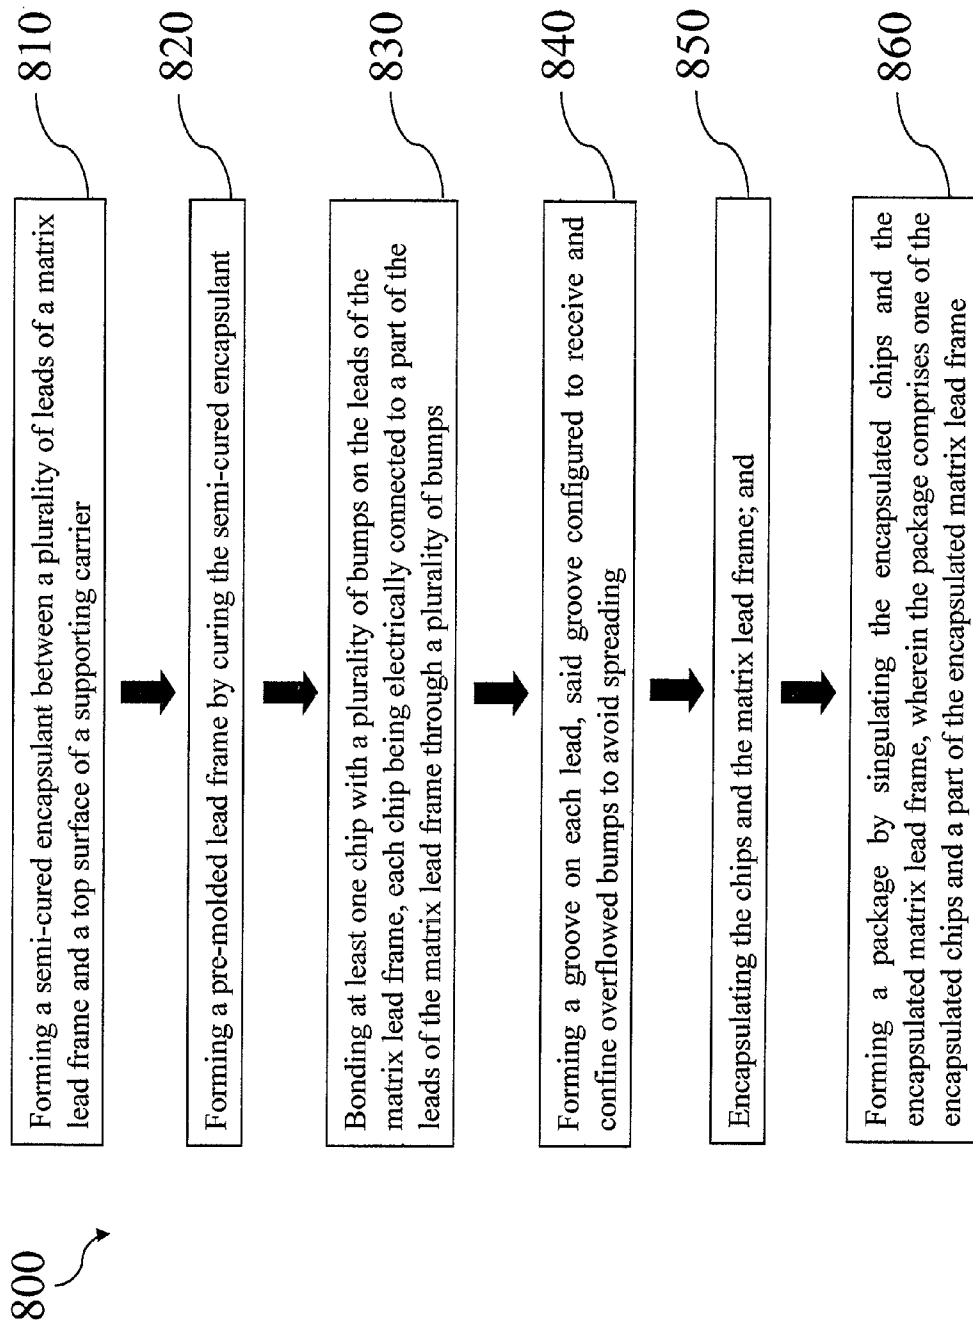 800
Forming a semi-cured encapsulant between a plurality of leads of a matrix
lead frame and a top surface of a supporting carrier
810
Forming a pre-molded lead frame by curing the semi-cured encapsulant
820
Bonding at least one chip with a plurality of bumps on the leads of the
matrix lead frame, each chip being electrically connected to a part of the
leads of the matrix lead frame through a plurality of bumps
830
Forming a groove on each lead, said groove configured to receive and
confine overflowed bumps to avoid spreading
840
Encapsulating the chips and the matrix lead frame; and
850
Forming a package by singulating the encapsulated chips and the
encapsulated matrix lead frame, wherein the package comprises one of the
encapsulated chips and a part of the encapsulated matrix lead frame
860